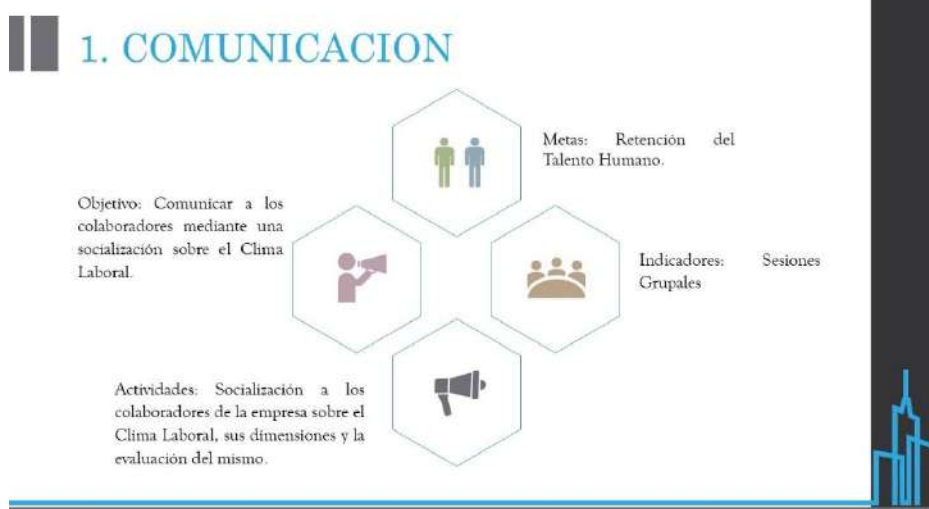 1. COMUNICACION
Metas: Retención del
Talento Humano.
Objetivo: Comunicar a los
colaboradores mediante una
socialización sobre el Clima
Laboral.
Indicadores: Sesiones
Grupales
Actividades: Socialización a los
colaboradores de la empresa sobre el
Clima Laboral, sus dimensiones y la
evaluación del mismo.